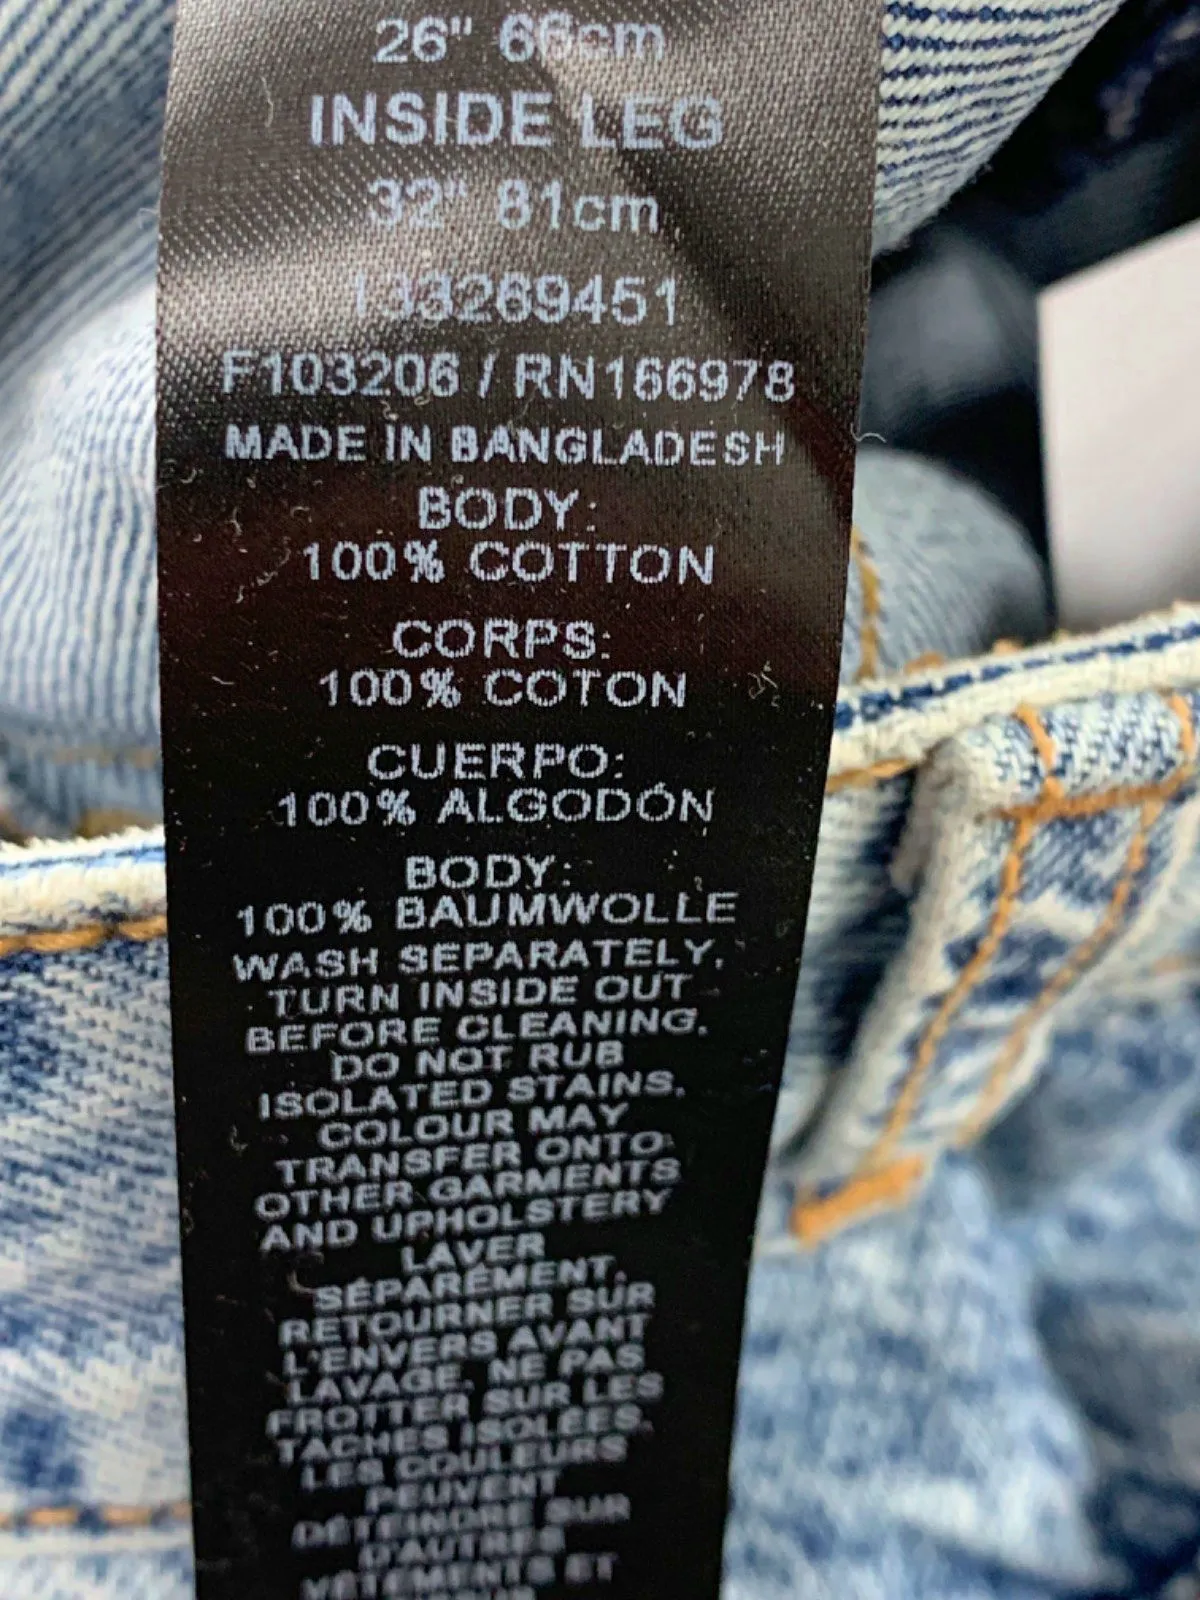 26" 66cm
INSIDE LEG
32" 81cm
133269451
F103206 / RN166978
MADE IN BANGLADESH
BODY:
100% COTTON
CORPS:
100% COTON
CUERPO:
100% ALGODÓN
BODY:
100% BAUMWOLLE
WASH SEPARATELY.
TURN INSIDE OUT
BEFORE CLEANING.
DO NOT RUB
ISOLATED STAINS.
COLOUR MAY
TRANSFER ONTO
OTHER GARMENTS
AND UPHOLSTERY
LAVER
SÉPARÉMENT.
RETOURNER SUR
L'ENVERS AVANT
LAVAGE. NE PAS
FROTTER SUR LES
TACHES ISOLÉES.
LES COULEURS
PEUVENT
DÉTEINDRE SUR
D'AUTRES
VÊTEMENTS ET